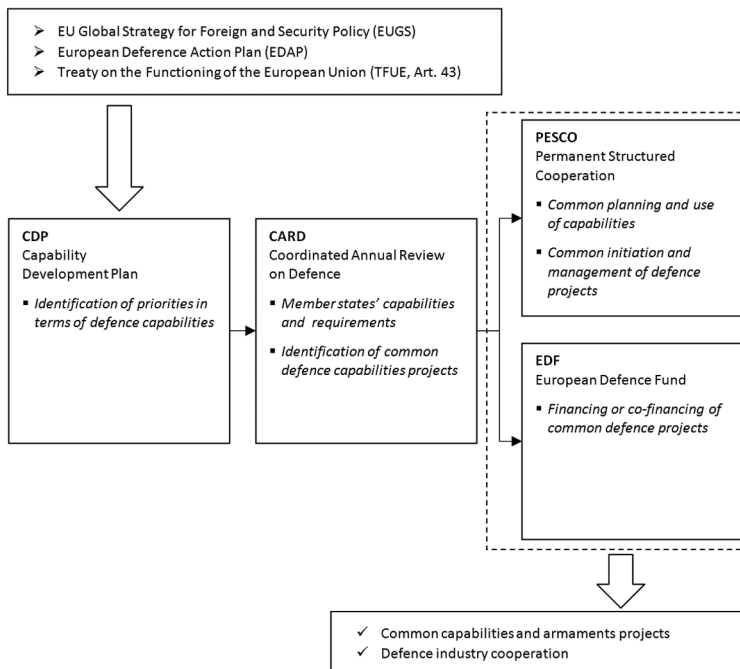 EU Global Strategy for Foreign and Security Policy (EUGS)
European Deference Action Plan (EDAP)
Treaty on the Functioning of the European Union (TFUE, Art. 43)
CDP
Capability
Development Plan
Identification of priorities in
terms of defence capabilities
CARD
Coordinated Annual Review
on Defence
Member states’ capabilities
and requirements
Identification of common
defence capabilities projects
PESCO
Permanent Structured
Cooperation
Common planning and use
of capabilities
Common initiation and
management of defence
projects
EDF
European Defence Fund
Financing or co-financing of
common defence projects
Common capabilities and armaments projects
Defence industry cooperation